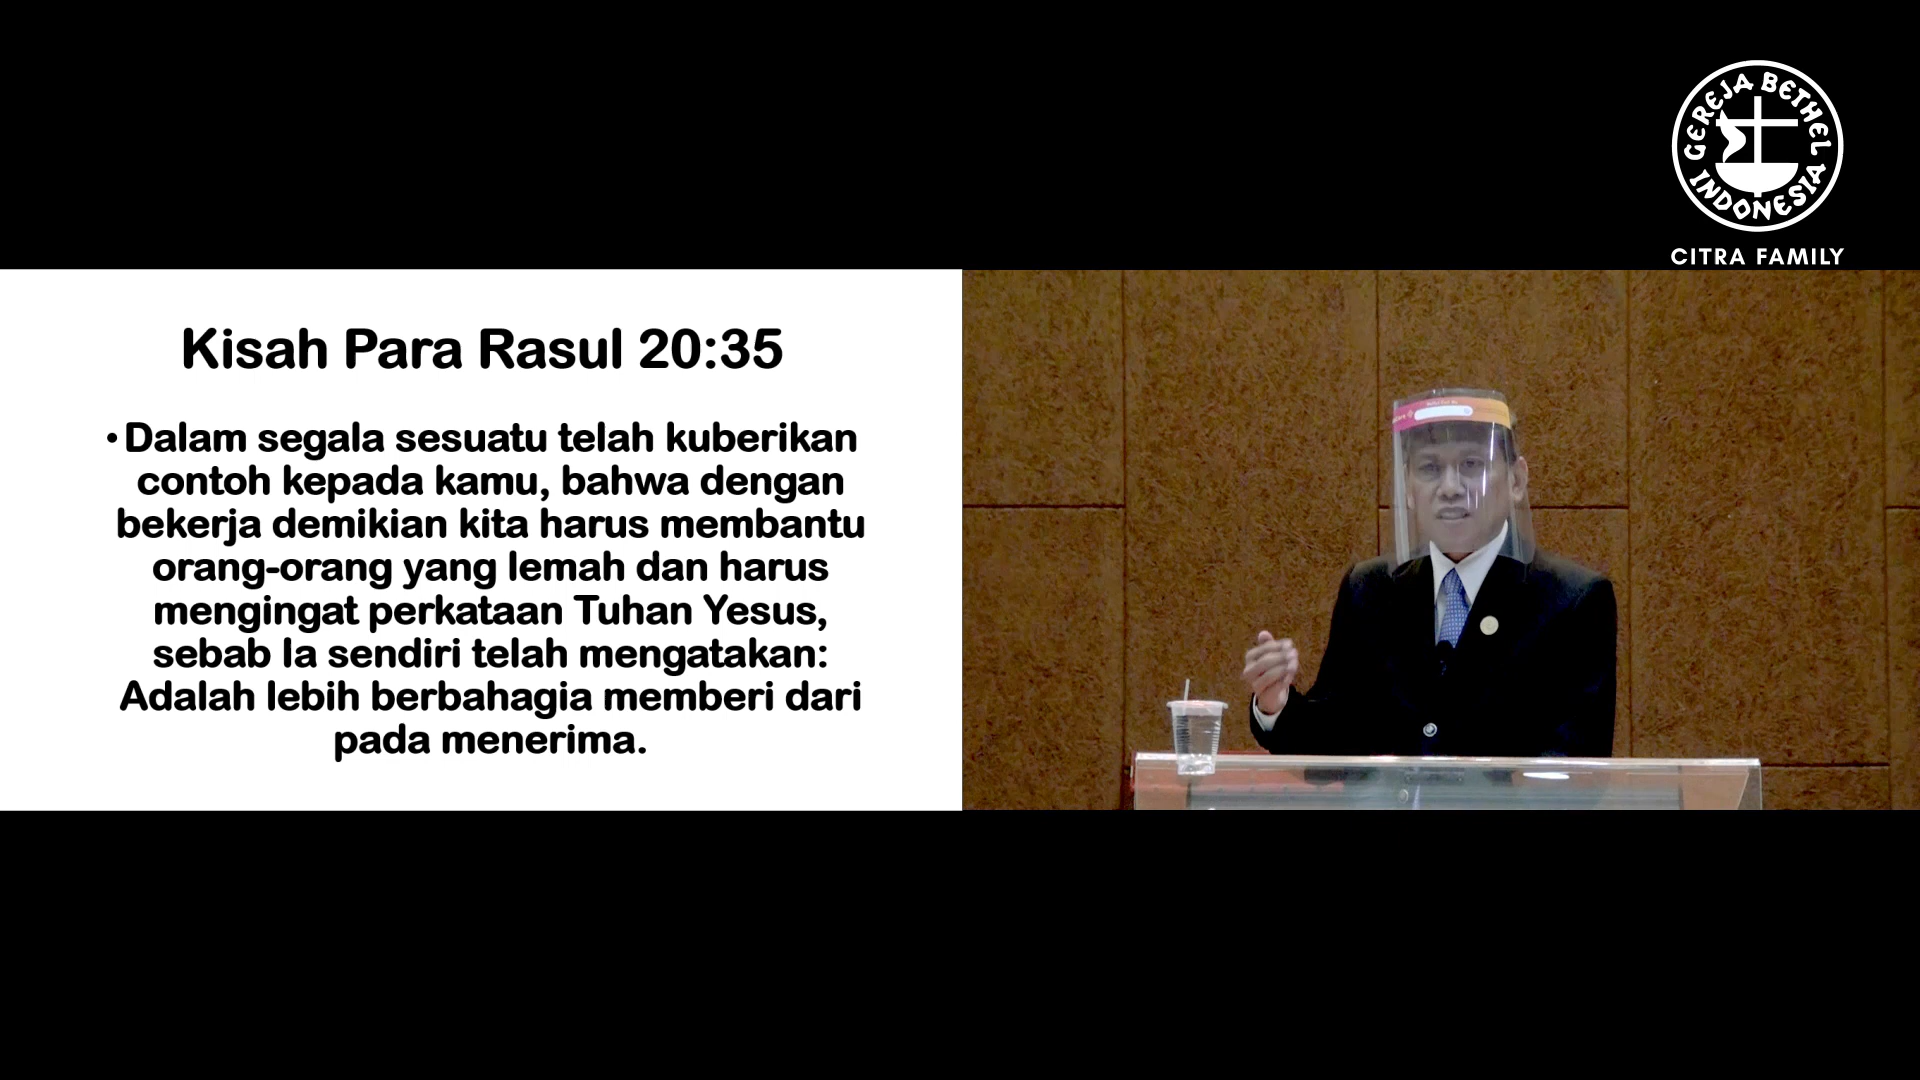 GEREJA BETHEL
INDONESIA
CITRA FAMILY
Kisah Para Rasul 20:35
• Dalam segala sesuatu telah kuberikan
contoh kepada kamu, bahwa dengan
bekerja demikian kita harus membantu
orang-orang yang lemah dan harus
mengingat perkataan Tuhan Yesus,
sebab Ia sendiri telah mengatakan:
Adalah lebih berbahagia memberi dari
pada menerima.